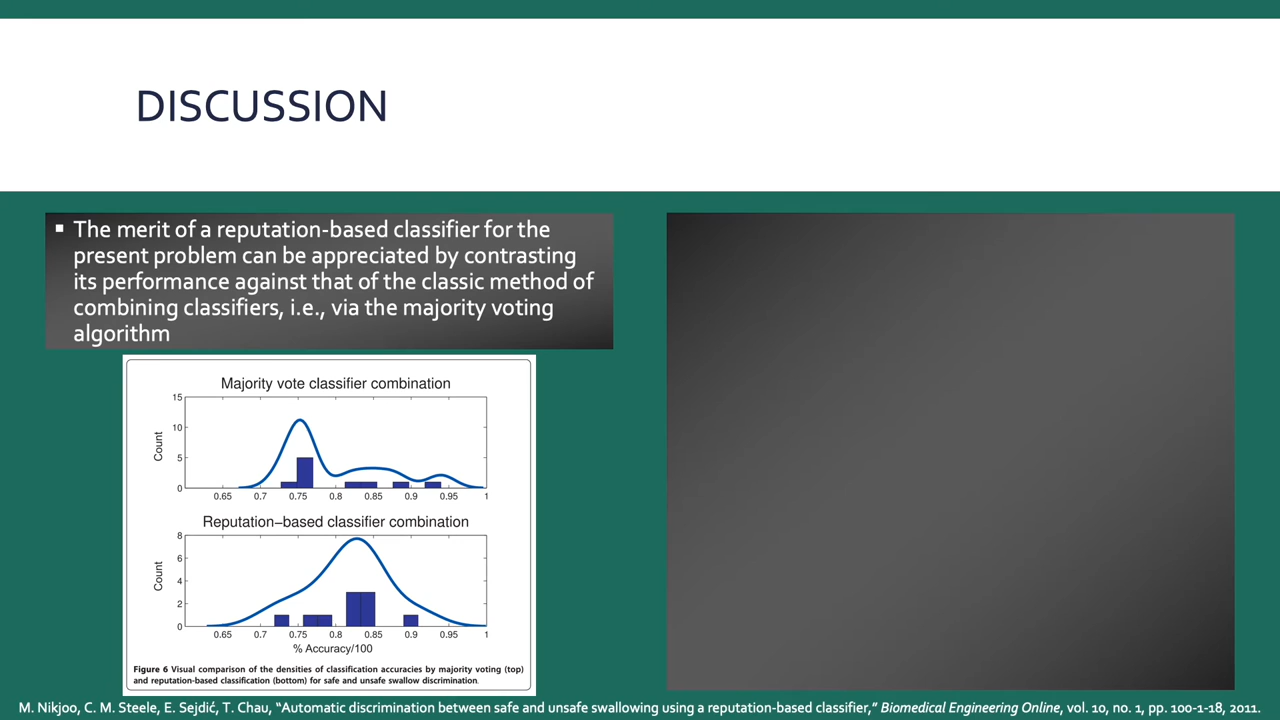 DISCUSSION
▪ The merit of a reputation-based classifier for the
present problem can be appreciated by contrasting
its performance against that of the classic method of
combining classifiers, i.e., via the majority voting
algorithm
Majority vote classifier combination
15
10
5
0
Count
0.65 0.7 0.75 0.8 0.85 0.9 0.95 1
Reputation−based classifier combination
8
6
4
2
0
Count
0.65 0.7 0.75 0.8 0.85 0.9 0.95 1
% Accuracy/100
Figure 6 Visual comparison of the densities of classification accuracies by majority voting (top)
and reputation-based classification (bottom) for safe and unsafe swallow discrimination.
M. Nikjoo, C. M. Steele, E. Sejdić, T. Chau, “Automatic discrimination between safe and unsafe swallowing using a reputation-based classifier,” Biomedical Engineering Online, vol. 10, no. 1, pp. 100-1-18, 2011.